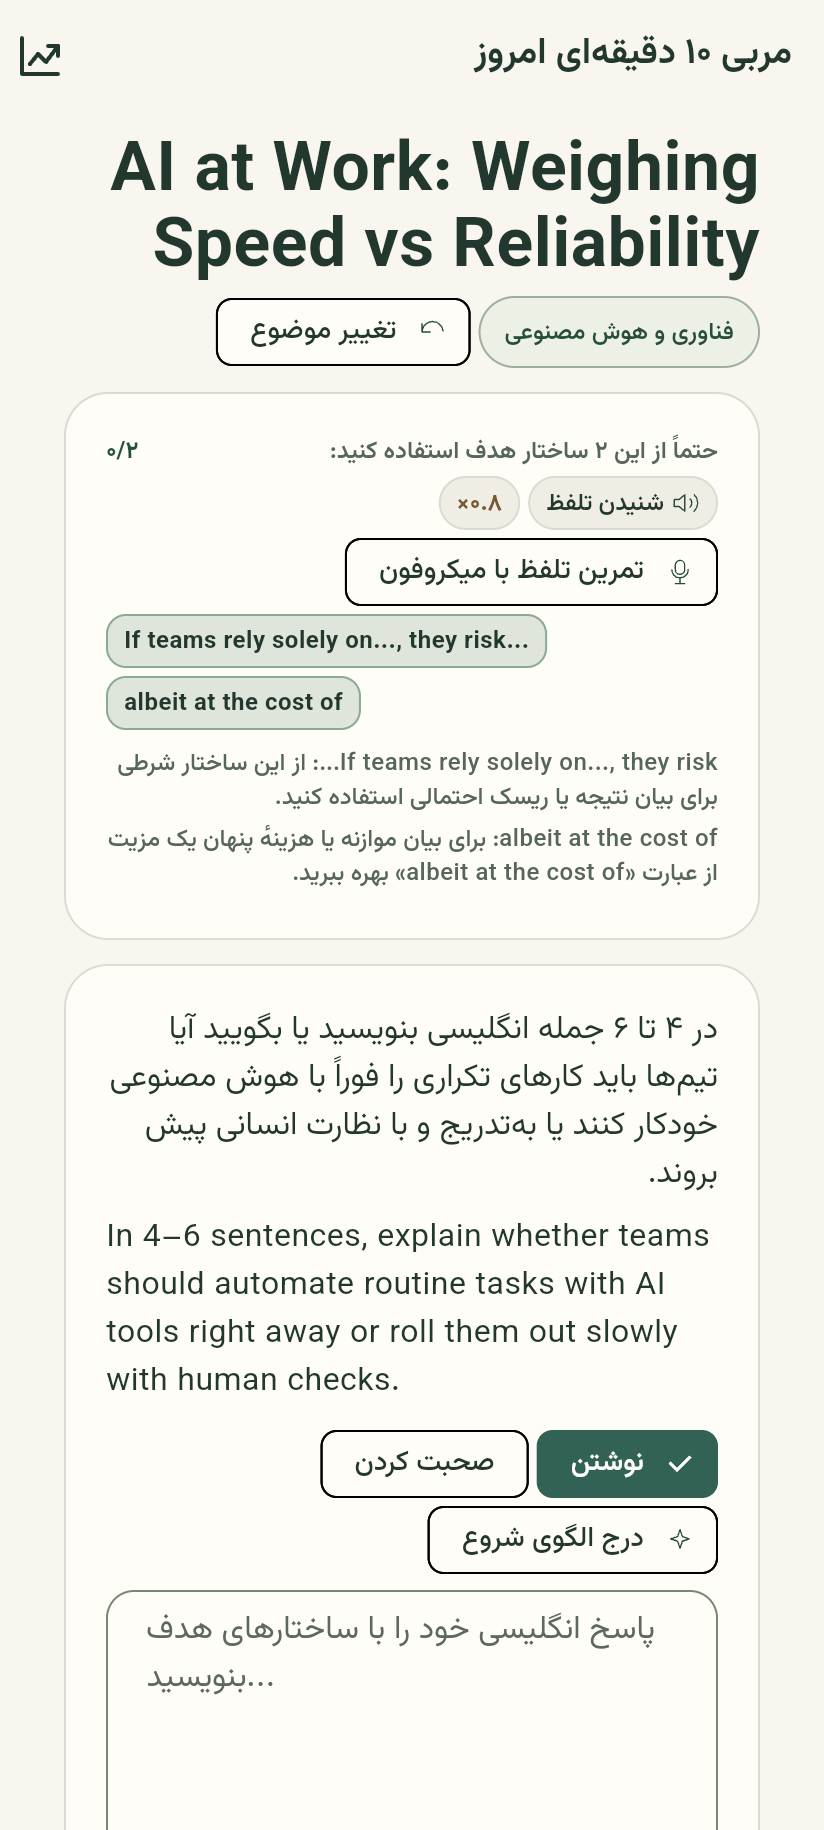 مربی ۱۰ دقیقه‌ای امروز
AI at Work: Weighing
Speed vs Reliability
فناوری و هوش مصنوعی
تغییر موضوع
حتماً از این ۲ ساختار هدف استفاده کنید:
۰/۲
شنیدن تلفظ
×۰.۸
تمرین تلفظ با میکروفون
If teams rely solely on..., they risk...
albeit at the cost of
If teams rely solely on..., they risk...: از این ساختار شرطی
برای بیان نتیجه یا ریسک احتمالی استفاده کنید.
albeit at the cost of: برای بیان موازنه یا هزینهٔ پنهان یک مزیت
از عبارت «albeit at the cost of» بهره ببرید.
در ۴ تا ۶ جمله انگلیسی بنویسید یا بگویید آیا
تیم‌ها باید کارهای تکراری را فوراً با هوش مصنوعی
خودکار کنند یا به‌تدریج و با نظارت انسانی پیش
بروند.
In 4–6 sentences, explain whether teams
should automate routine tasks with AI
tools right away or roll them out slowly
with human checks.
نوشتن
صحبت کردن
درج الگوی شروع
پاسخ انگلیسی خود را با ساختارهای هدف
بنویسید...